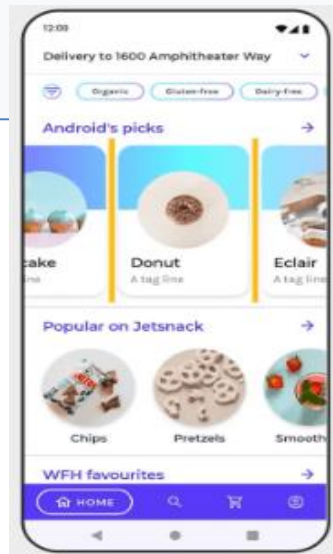 12:00
Delivery to 1600 Amphitheater Way
Organic Gluten-free Dairy-free
Android's picks
cake Donut Eclair
A tag line A tag line
Popular on Jetsnack
Chips Pretzels Smooth
WFH favourites
HOME